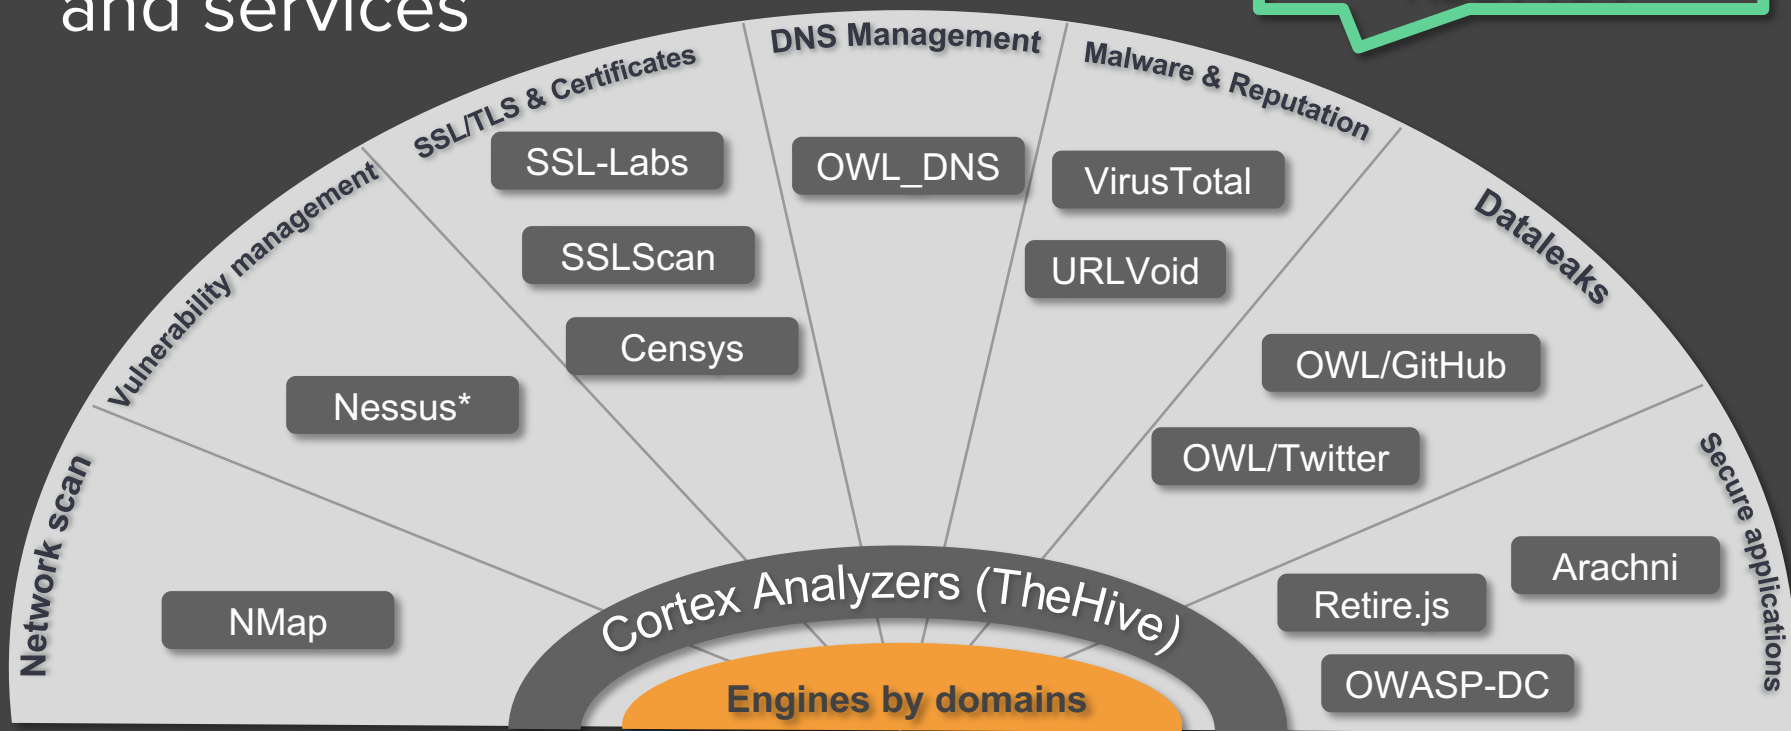 and services
Network scan
NMap
Vulnerability management
Nessus*
SSL/TLS & Certificates
SSL-Labs
SSLScan
Censys
DNS Management
OWL_DNS
Malware & Reputation
VirusTotal
URLVoid
Dataleaks
OWL/GitHub
OWL/Twitter
Secure applications
Arachni
Retire.js
OWASP-DC
Cortex Analyzers (TheHive)
Engines by domains